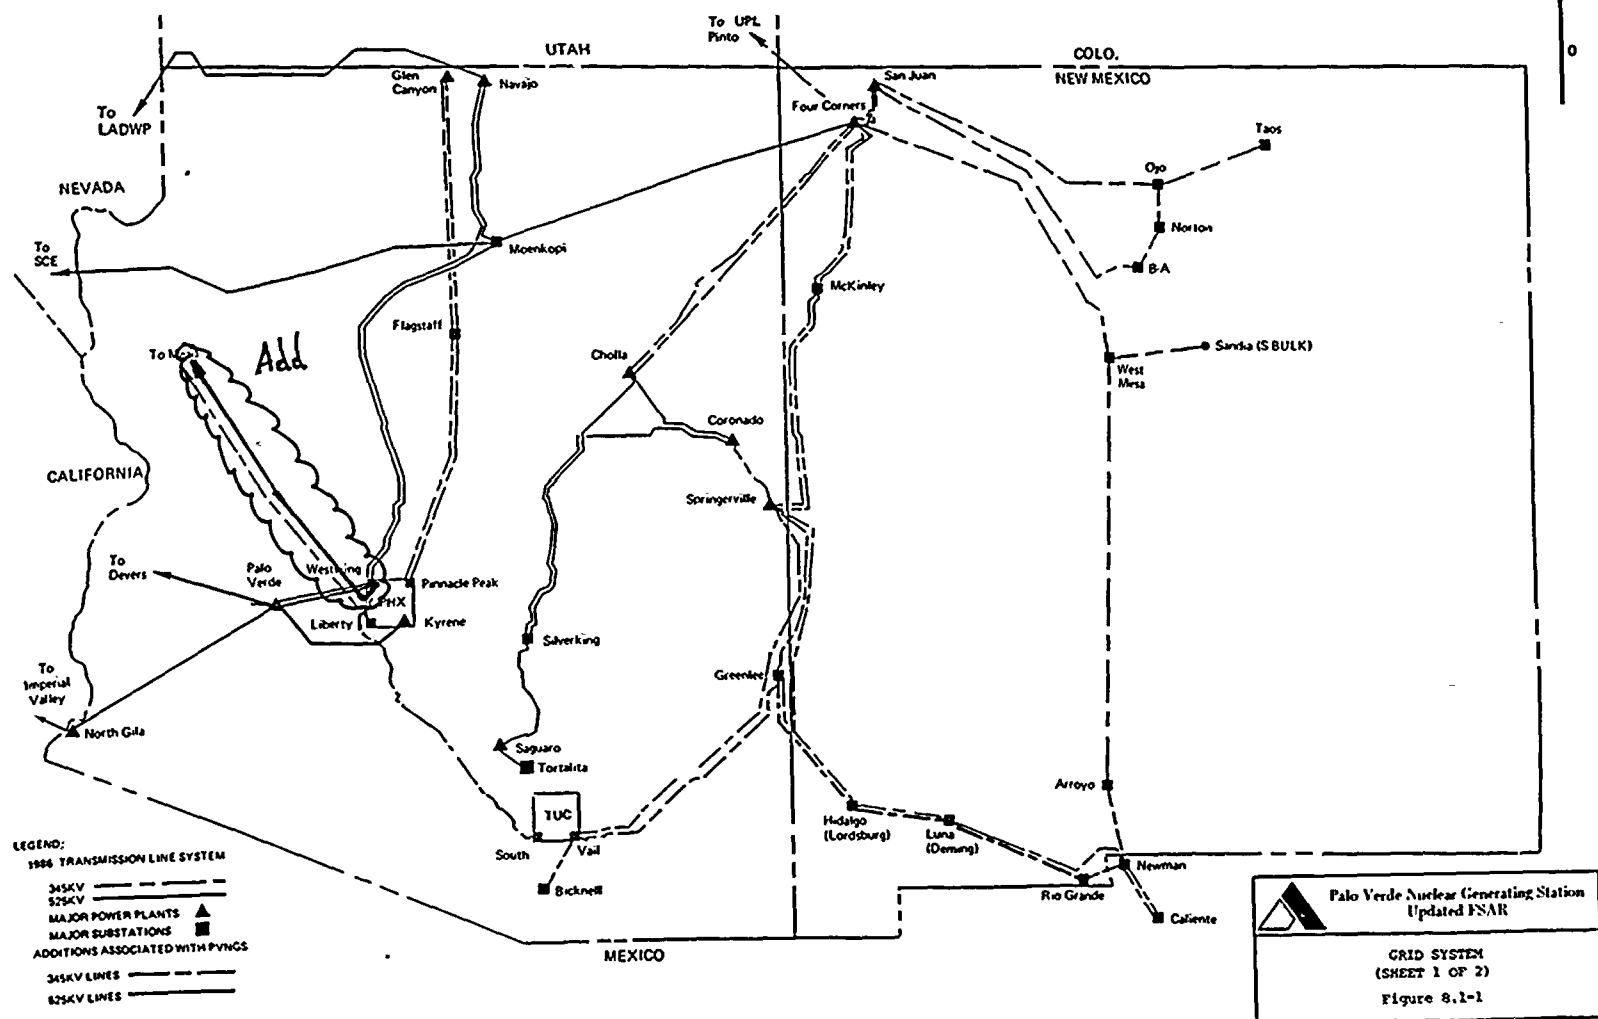 To UPL
Pinto
0
UTAH
COLO.
NEW MEXICO
Glen
Canyon
Navajo
San Juan
Four Corners
To
LADWP
Taos
Ojo
NEVADA
Norton
To
SCE
Moenkopi
B-A
McKinley
Flagstaff
Add
To
Cholla
Sandia (S BULK)
West
Mesa
Coronado
CALIFORNIA
Springerville
To
Devers
Palo
Verde
Westwing
Pinnacle Peak
PHX
Liberty
Kyrene
Silverking
To
Imperial
Valley
Greenlee
North Gila
Saguaro
Tortalita
Arroyo
TUC
Hidalgo
(Lordsburg)
Luna
(Deming)
South
Vail
Newman
Bicknell
Rio Grande
Caliente
MEXICO
LEGEND;
1986 TRANSMISSION LINE SYSTEM
345KV
525KV
MAJOR POWER PLANTS
MAJOR SUBSTATIONS
ADDITIONS ASSOCIATED WITH PVNGS
345KV LINES
525KV LINES
Palo Verde Nuclear Generating Station
Updated FSAR
GRID SYSTEM
(SHEET 1 OF 2)
Figure 8.1-1